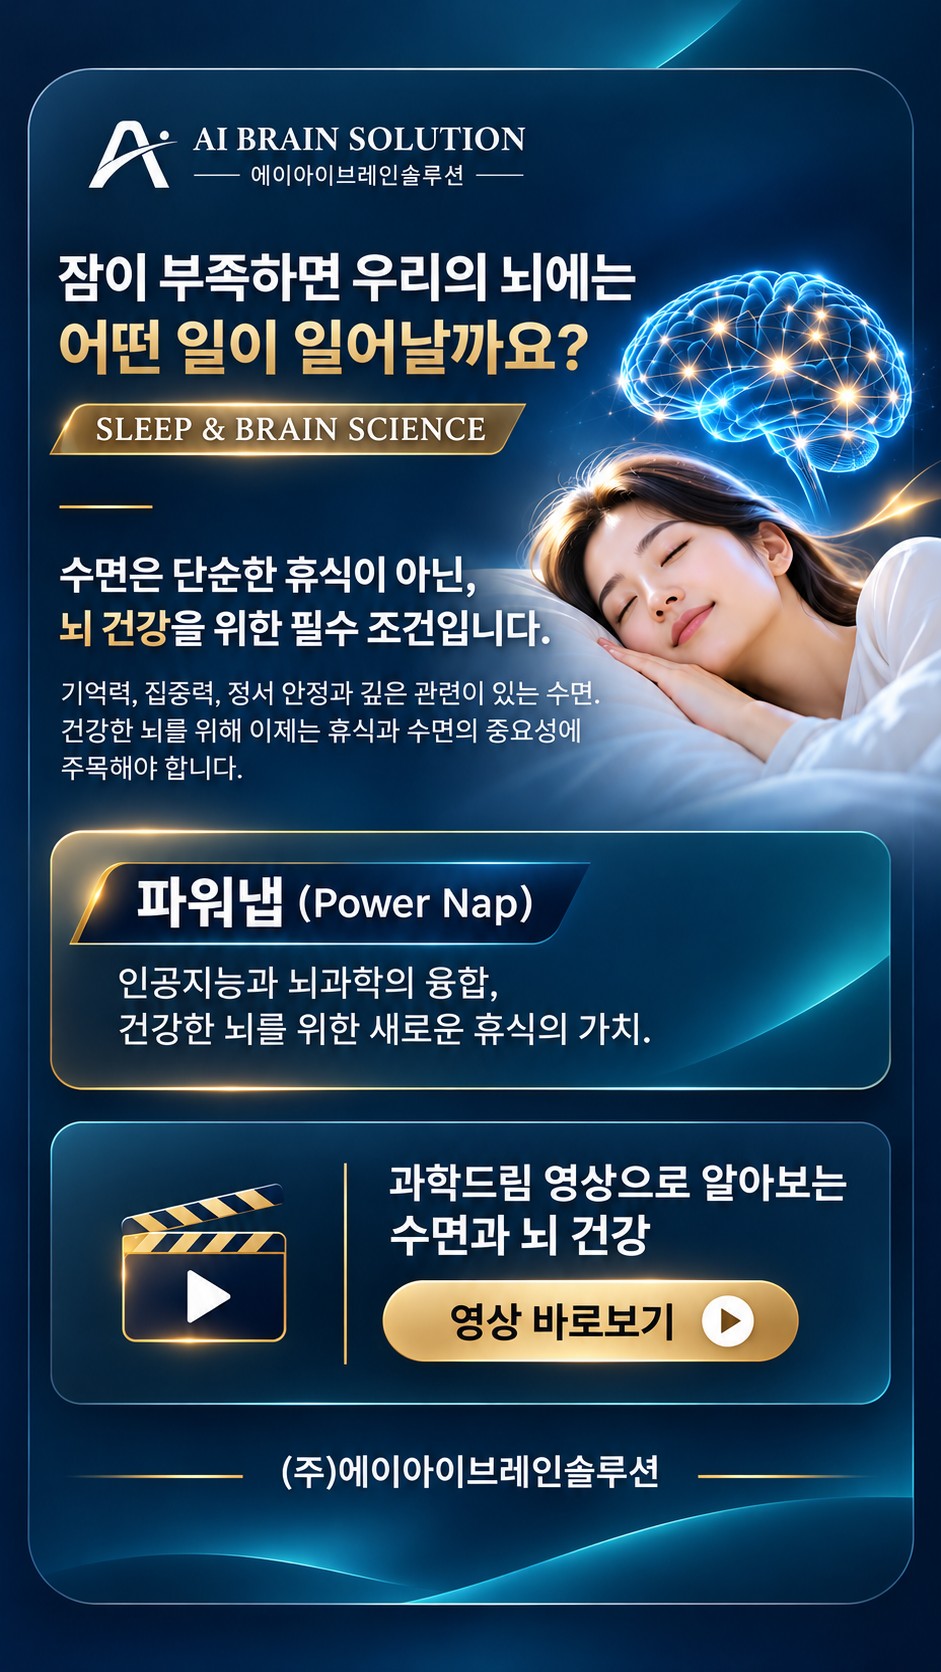 AI BRAIN SOLUTION
에이아이브레인솔루션
잠이 부족하면 우리의 뇌에는
어떤 일이 일어날까요?
SLEEP & BRAIN SCIENCE
수면은 단순한 휴식이 아닌,
뇌 건강을 위한 필수 조건입니다.
기억력, 집중력, 정서 안정과 깊은 관련이 있는 수면.
건강한 뇌를 위해 이제는 휴식과 수면의 중요성에
주목해야 합니다.
파워냅 (Power Nap)
인공지능과 뇌과학의 융합,
건강한 뇌를 위한 새로운 휴식의 가치.
과학드림 영상으로 알아보는
수면과 뇌 건강
영상 바로보기
(주)에이아이브레인솔루션